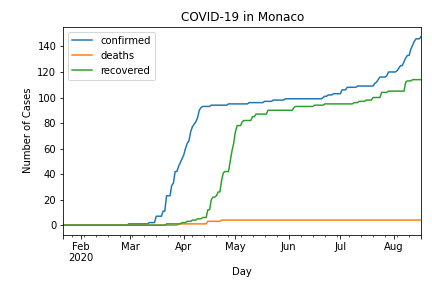 COVID-19 in Monaco
confirmed
deaths
recovered
Number of Cases
140
120
100
80
60
40
20
0
Feb
2020
Mar
Apr
May
Jun
Jul
Aug
Day